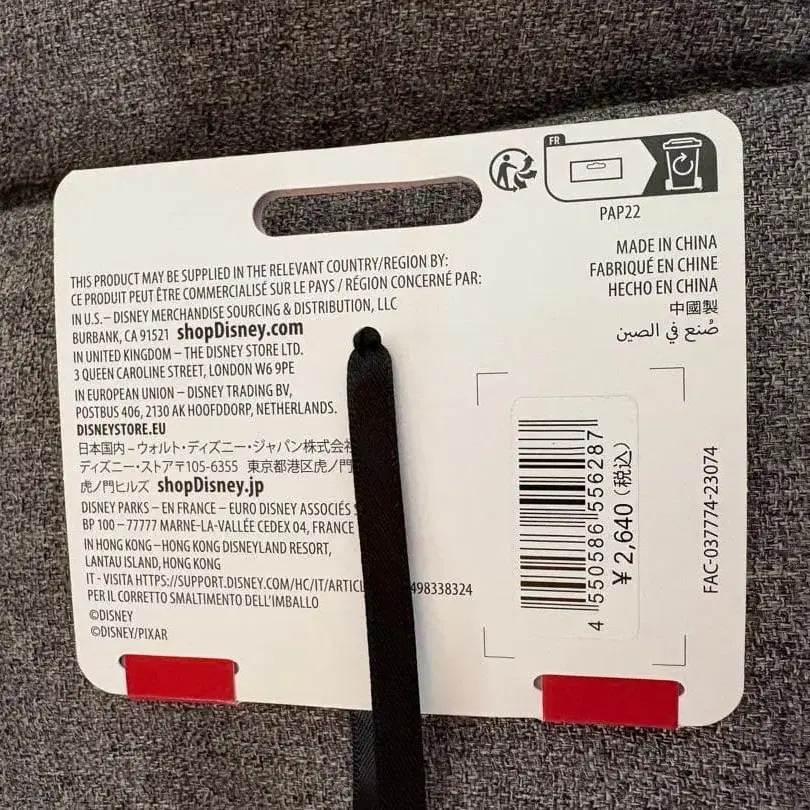 FR
PAP22
THIS PRODUCT MAY BE SUPPLIED IN THE RELEVANT COUNTRY/REGION BY:
CE PRODUIT PEUT ÊTRE COMMERCIALISÉ SUR LE PAYS / RÉGION CONCERNÉ PAR:
IN U.S. – DISNEY MERCHANDISE SOURCING & DISTRIBUTION, LLC
BURBANK, CA 91521 shopDisney.com
IN UNITED KINGDOM – THE DISNEY STORE LTD.
3 QUEEN CAROLINE STREET, LONDON W6 9PE
IN EUROPEAN UNION – DISNEY TRADING BV,
POSTBUS 406, 2130 AK HOOFDDORP, NETHERLANDS.
DISNEYSTORE.EU
日本国内 – ウォルト・ディズニー・ジャパン株式会
ディズニー・ストア 〒105-6355 東京都港区虎ノ門
虎ノ門ヒルズ shopDisney.jp
DISNEY PARKS – EN FRANCE – EURO DISNEY ASSOCIÉS
BP 100 – 77777 MARNE-LA-VALLÉE CEDEX 04, FRANCE
IN HONG KONG – HONG KONG DISNEYLAND RESORT,
LANTAU ISLAND, HONG KONG
IT - VISITA HTTPS://SUPPORT.DISNEY.COM/HC/IT/ARTICL 498338324
PER IL CORRETTO SMALTIMENTO DELL'IMBALLO
©DISNEY
©DISNEY/PIXAR
MADE IN CHINA
FABRIQUÉ EN CHINE
HECHO EN CHINA
中國製
صُنع في الصين
4 550586 556287
¥2,640 (税込)
FAC-037774-23074